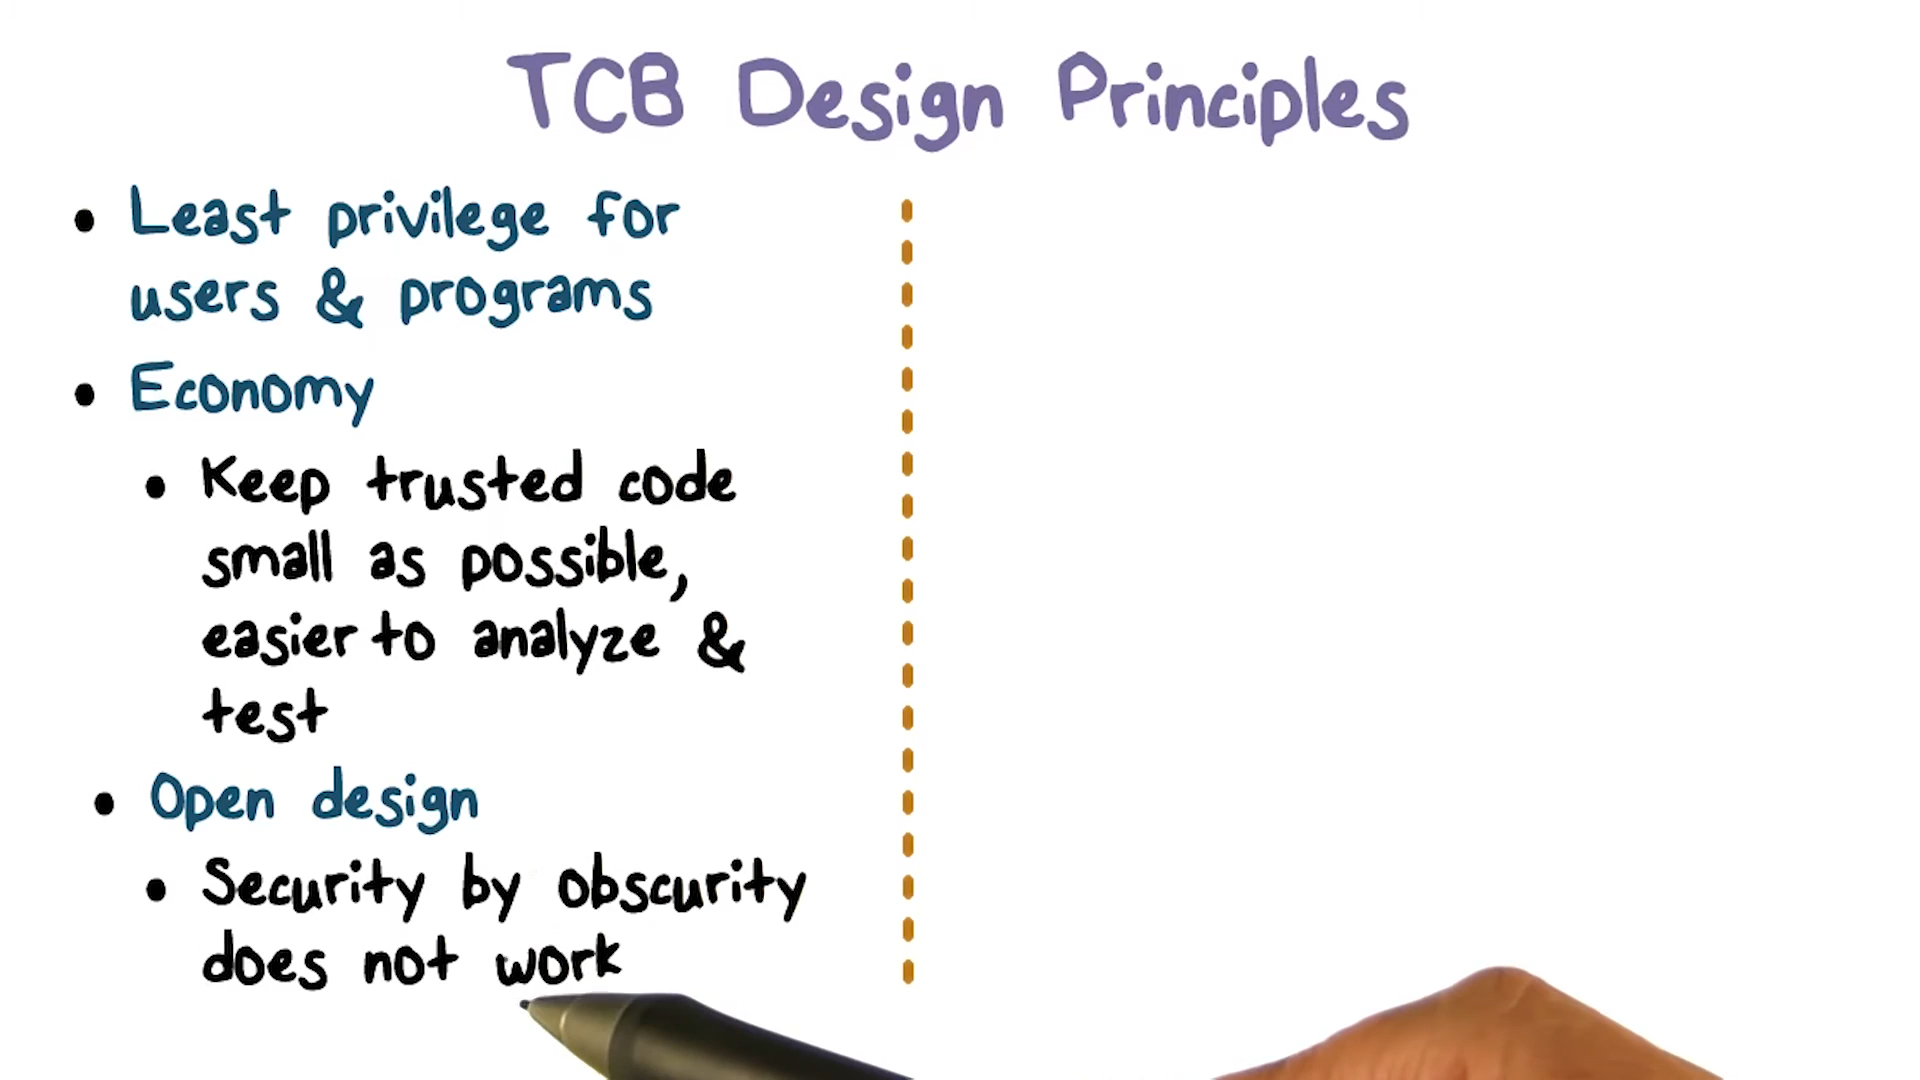 TCB Design Principles
• Least privilege for
users & programs
• Economy
• Keep trusted code
small as possible,
easier to analyze &
test
• Open design
• Security by obscurity
does not work